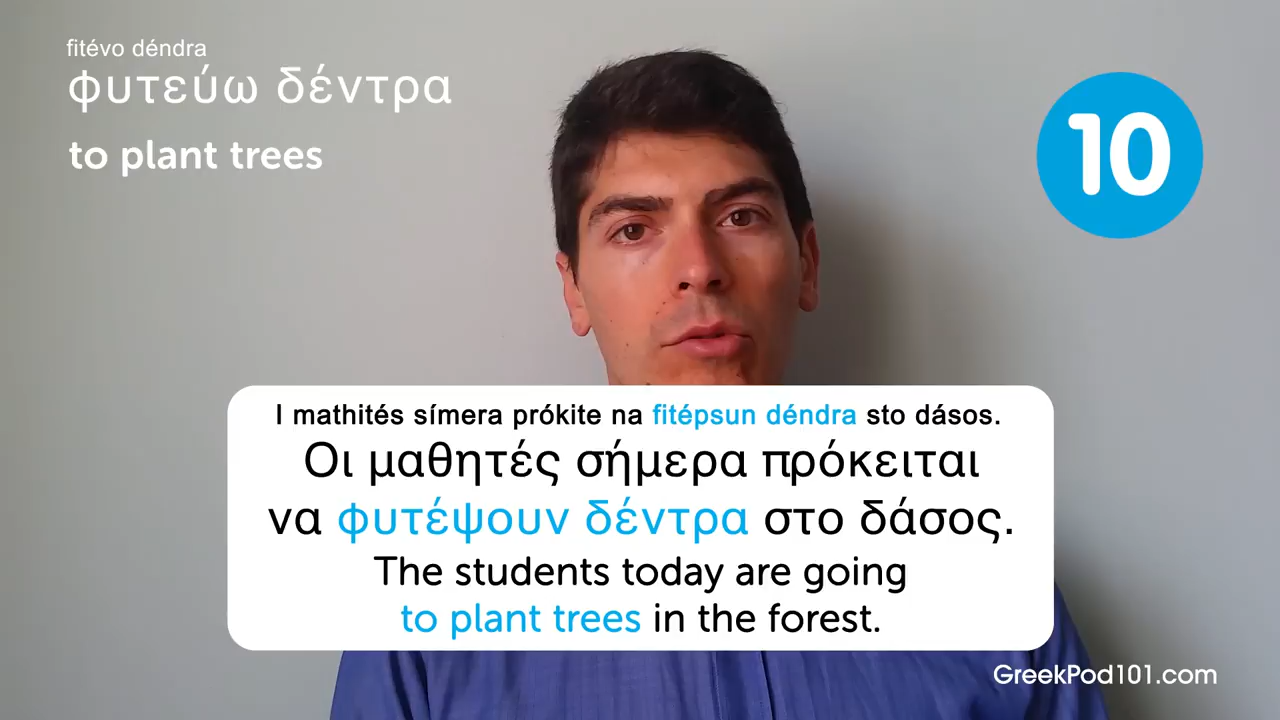 fitévo déndra
φυτεύω δέντρα
to plant trees
10
I mathités símera prókite na fitépsun déndra sto dásos.
Οι μαθητές σήμερα πρόκειται
να φυτέψουν δέντρα στο δάσος.
The students today are going
to plant trees in the forest.
GreekPod101.com